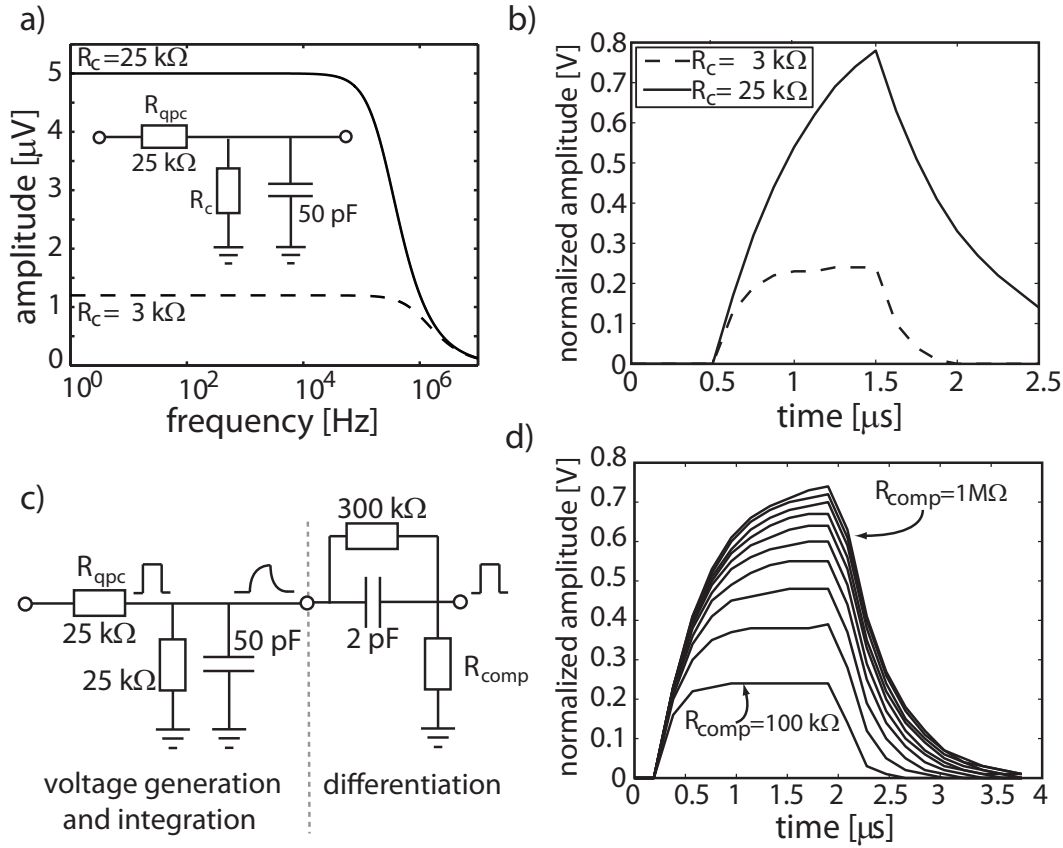 a)
R_c=25 kΩ
5
4
3
2
1
0
amplitude [μV]
R_qpc
25 kΩ
R_c
50 pF
R_c= 3 kΩ
10^0
10^2
10^4
10^6
frequency [Hz]
b)
0.8
0.7
0.6
0.5
0.4
0.3
0.2
0.1
0
normalized amplitude [V]
R_c= 3 kΩ
R_c= 25 kΩ
0
0.5
1
1.5
2
2.5
time [μs]
c)
300 kΩ
R_qpc
25 kΩ
25 kΩ
50 pF
2 pF
R_comp
voltage generation
and integration
differentiation
d)
0.8
0.7
0.6
0.5
0.4
0.3
0.2
0.1
0
normalized amplitude [V]
R_comp=1MΩ
R_comp=100 kΩ
0
0.5
1
1.5
2
2.5
3
3.5
4
time [μs]